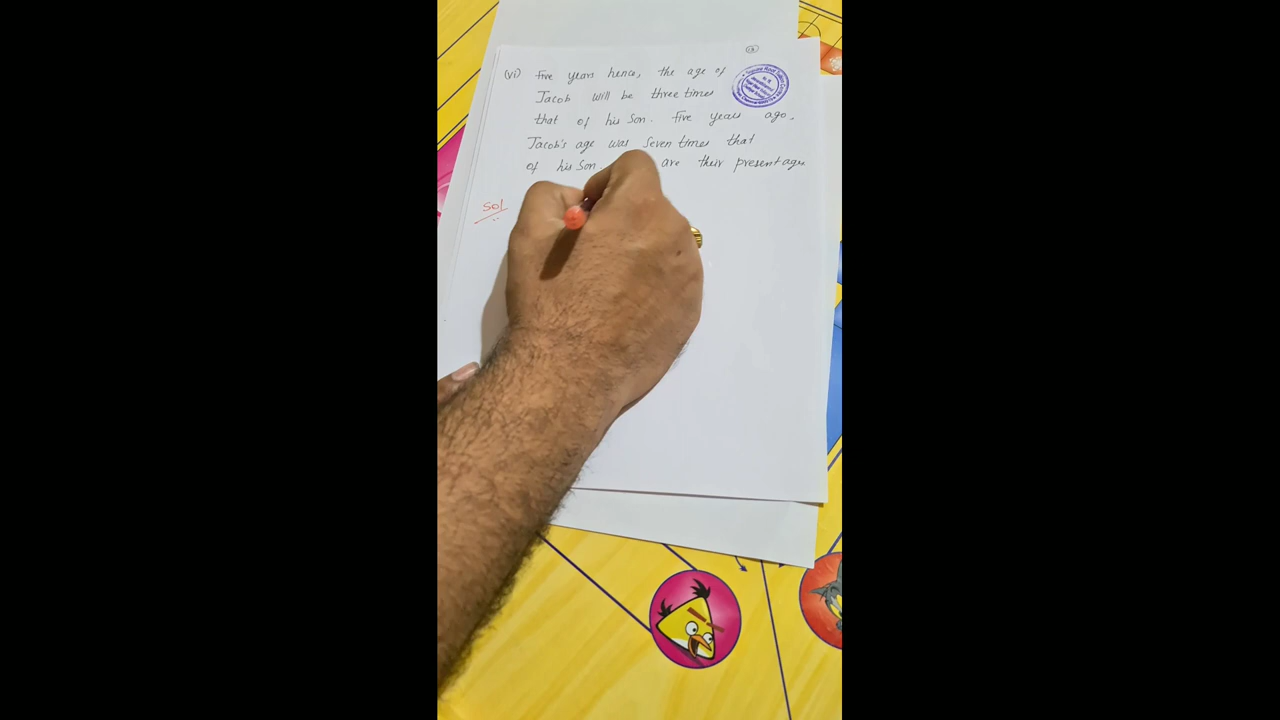 (vi) Five years hence, the age of
Jacob will be three times
that of his Son. Five years ago,
Jacob's age was seven times that
of his Son. are their present ages
Sol